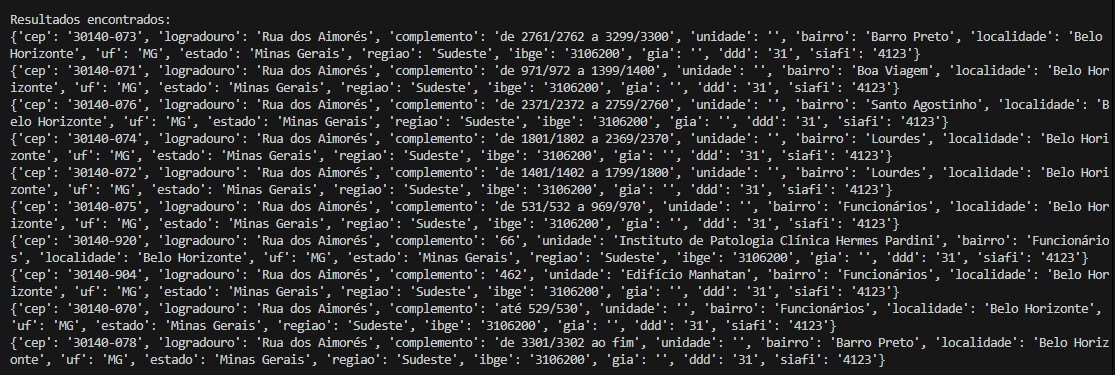 Resultados encontrados:
{'cep': '30140-073', 'logradouro': 'Rua dos Aimorés', 'complemento': 'de 2761/2762 a 3299/3300', 'unidade': '', 'bairro': 'Barro Preto', 'localidade': 'Belo
Horizonte', 'uf': 'MG', 'estado': 'Minas Gerais', 'regiao': 'Sudeste', 'ibge': '3106200', 'gia': '', 'ddd': '31', 'siafi': '4123'}
{'cep': '30140-071', 'logradouro': 'Rua dos Aimorés', 'complemento': 'de 971/972 a 1399/1400', 'unidade': '', 'bairro': 'Boa Viagem', 'localidade': 'Belo Hor
izonte', 'uf': 'MG', 'estado': 'Minas Gerais', 'regiao': 'Sudeste', 'ibge': '3106200', 'gia': '', 'ddd': '31', 'siafi': '4123'}
{'cep': '30140-076', 'logradouro': 'Rua dos Aimorés', 'complemento': 'de 2371/2372 a 2759/2760', 'unidade': '', 'bairro': 'Santo Agostinho', 'localidade': 'B
elo Horizonte', 'uf': 'MG', 'estado': 'Minas Gerais', 'regiao': 'Sudeste', 'ibge': '3106200', 'gia': '', 'ddd': '31', 'siafi': '4123'}
{'cep': '30140-074', 'logradouro': 'Rua dos Aimorés', 'complemento': 'de 1801/1802 a 2369/2370', 'unidade': '', 'bairro': 'Lourdes', 'localidade': 'Belo Hori
zonte', 'uf': 'MG', 'estado': 'Minas Gerais', 'regiao': 'Sudeste', 'ibge': '3106200', 'gia': '', 'ddd': '31', 'siafi': '4123'}
{'cep': '30140-072', 'logradouro': 'Rua dos Aimorés', 'complemento': 'de 1401/1402 a 1799/1800', 'unidade': '', 'bairro': 'Lourdes', 'localidade': 'Belo Hori
zonte', 'uf': 'MG', 'estado': 'Minas Gerais', 'regiao': 'Sudeste', 'ibge': '3106200', 'gia': '', 'ddd': '31', 'siafi': '4123'}
{'cep': '30140-075', 'logradouro': 'Rua dos Aimorés', 'complemento': 'de 531/532 a 969/970', 'unidade': '', 'bairro': 'Funcionários', 'localidade': 'Belo Hor
izonte', 'uf': 'MG', 'estado': 'Minas Gerais', 'regiao': 'Sudeste', 'ibge': '3106200', 'gia': '', 'ddd': '31', 'siafi': '4123'}
{'cep': '30140-920', 'logradouro': 'Rua dos Aimorés', 'complemento': '66', 'unidade': 'Instituto de Patologia Clínica Hermes Pardini', 'bairro': 'Funcionário
s', 'localidade': 'Belo Horizonte', 'uf': 'MG', 'estado': 'Minas Gerais', 'regiao': 'Sudeste', 'ibge': '3106200', 'gia': '', 'ddd': '31', 'siafi': '4123'}
{'cep': '30140-904', 'logradouro': 'Rua dos Aimorés', 'complemento': '462', 'unidade': 'Edifício Manhatan', 'bairro': 'Funcionários', 'localidade': 'Belo Hor
izonte', 'uf': 'MG', 'estado': 'Minas Gerais', 'regiao': 'Sudeste', 'ibge': '3106200', 'gia': '', 'ddd': '31', 'siafi': '4123'}
{'cep': '30140-070', 'logradouro': 'Rua dos Aimorés', 'complemento': 'até 529/530', 'unidade': '', 'bairro': 'Funcionários', 'localidade': 'Belo Horizonte',
'uf': 'MG', 'estado': 'Minas Gerais', 'regiao': 'Sudeste', 'ibge': '3106200', 'gia': '', 'ddd': '31', 'siafi': '4123'}
{'cep': '30140-078', 'logradouro': 'Rua dos Aimorés', 'complemento': 'de 3301/3302 ao fim', 'unidade': '', 'bairro': 'Barro Preto', 'localidade': 'Belo Horiz
onte', 'uf': 'MG', 'estado': 'Minas Gerais', 'regiao': 'Sudeste', 'ibge': '3106200', 'gia': '', 'ddd': '31', 'siafi': '4123'}